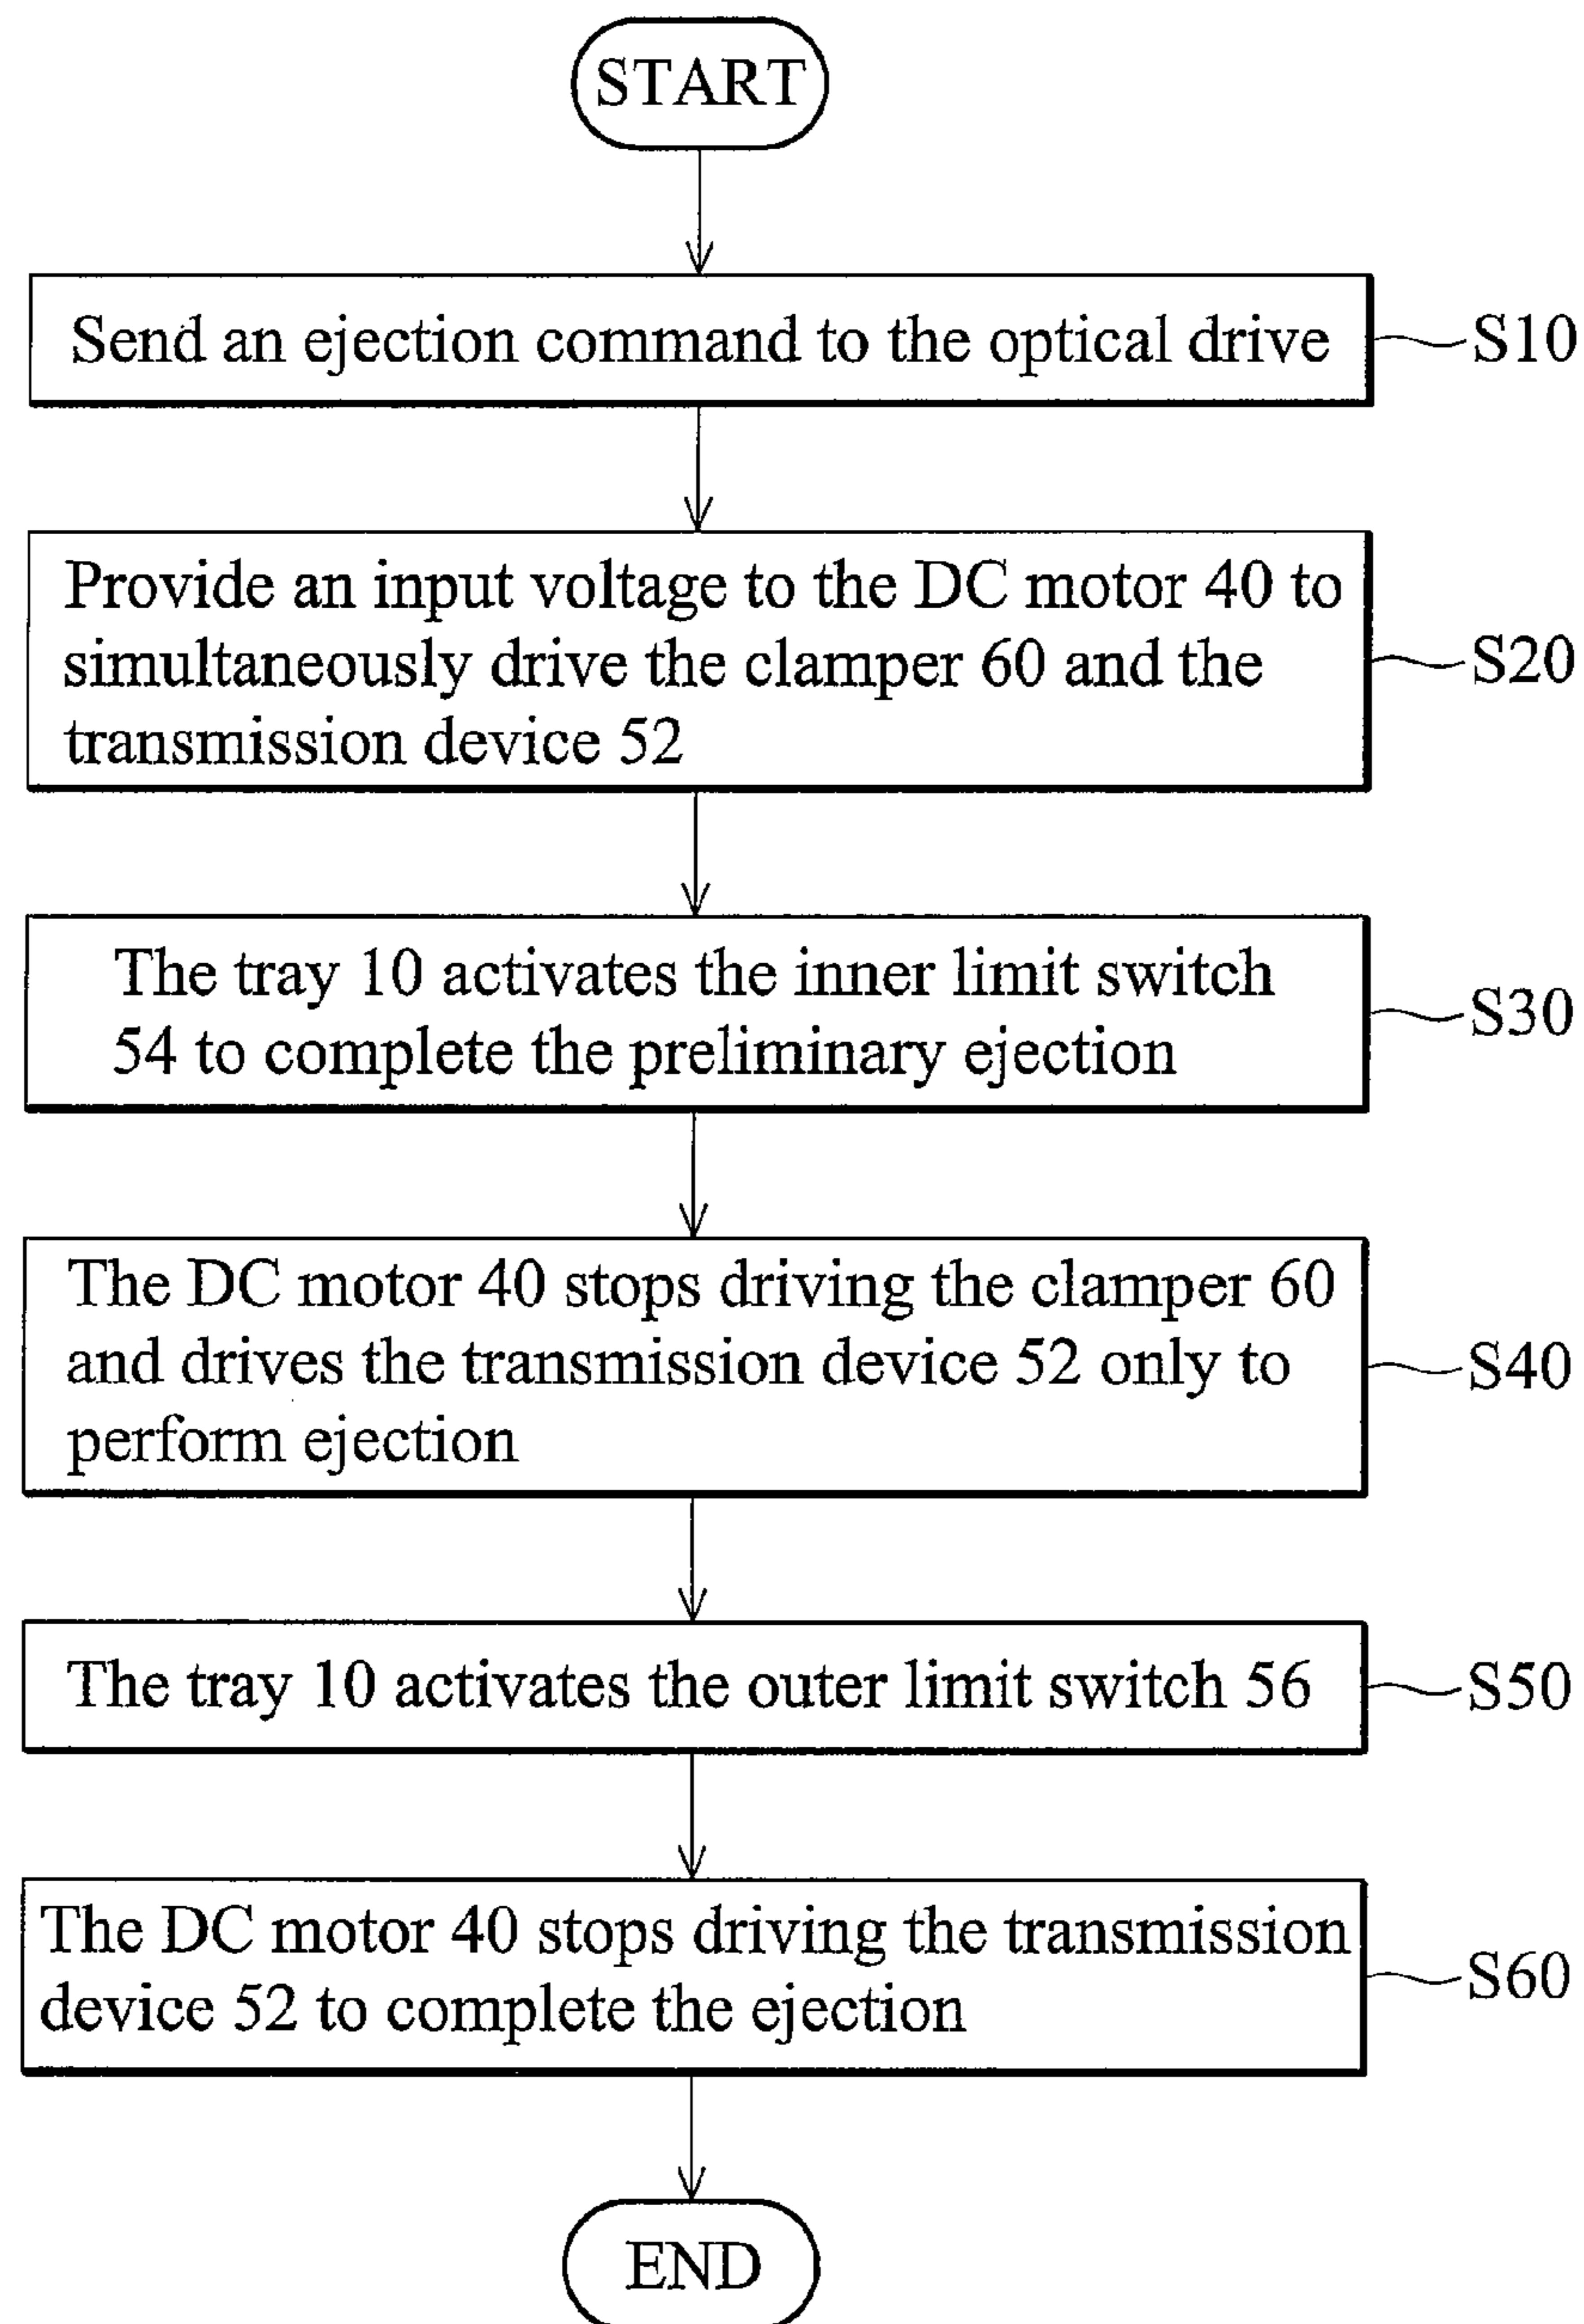 START
Send an ejection command to the optical drive
S10
Provide an input voltage to the DC motor 40 to
simultaneously drive the clamper 60 and the
transmission device 52
S20
The tray 10 activates the inner limit switch
54 to complete the preliminary ejection
S30
The DC motor 40 stops driving the clamper 60
and drives the transmission device 52 only to
perform ejection
S40
The tray 10 activates the outer limit switch 56
S50
The DC motor 40 stops driving the transmission
device 52 to complete the ejection
S60
END